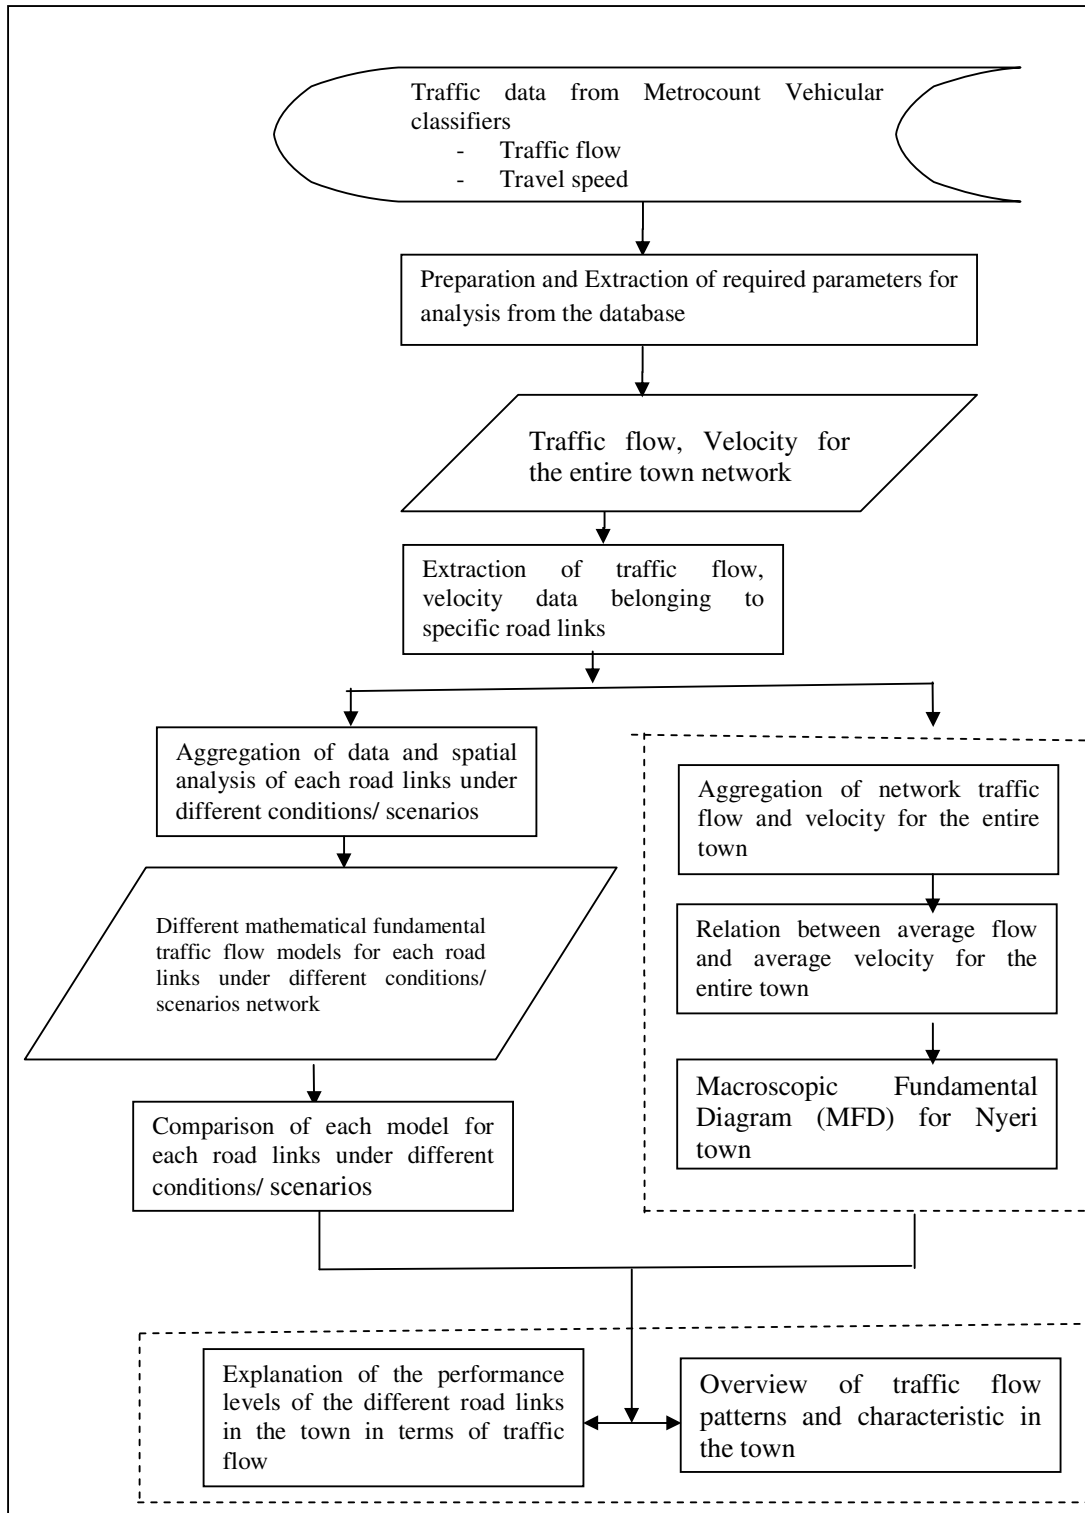 Traffic data from Metrocount Vehicular
classifiers
- Traffic flow
- Travel speed
Preparation and Extraction of required parameters for
analysis from the database
Traffic flow, Velocity for
the entire town network
Extraction of traffic flow,
velocity data belonging to
specific road links
Aggregation of data and spatial
analysis of each road links under
different conditions/ scenarios
Different mathematical fundamental
traffic flow models for each road
links under different conditions/
scenarios network
Comparison of each model for
each road links under different
conditions/ scenarios
Aggregation of network traffic
flow and velocity for the entire
town
Relation between average flow
and average velocity for the
entire town
Macroscopic Fundamental
Diagram (MFD) for Nyeri
town
Explanation of the performance
levels of the different road links
in the town in terms of traffic
flow
Overview of traffic flow
patterns and characteristic in
the town